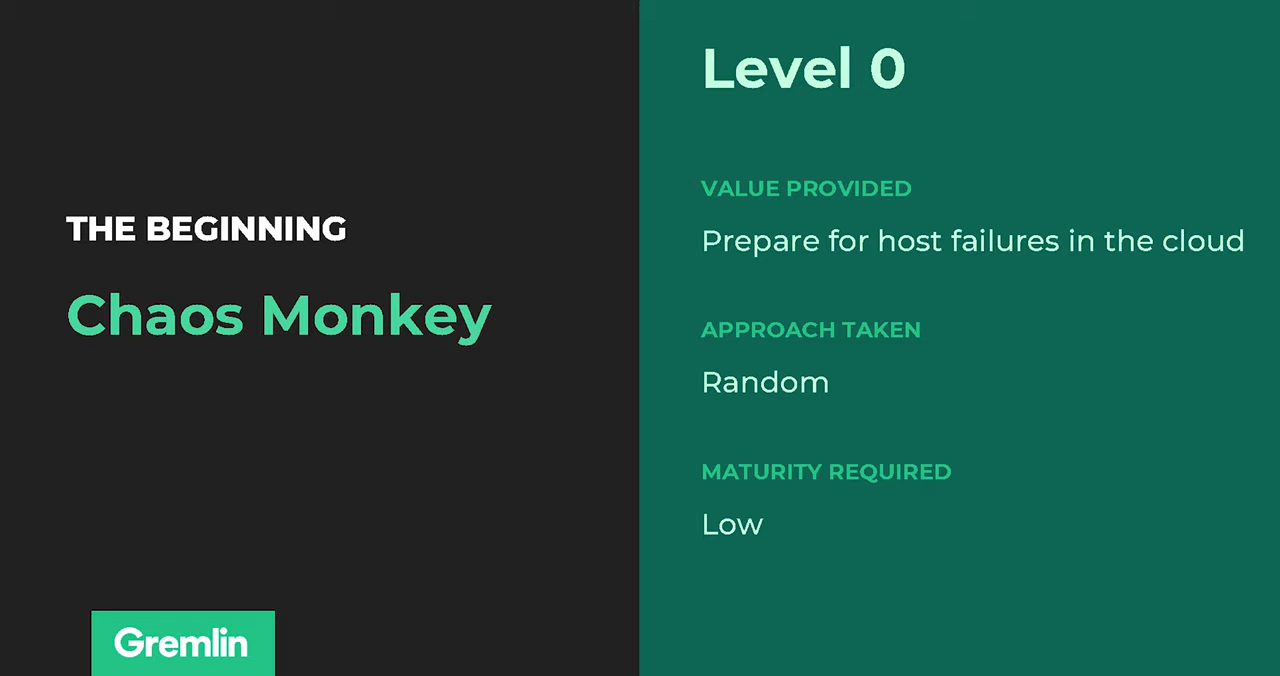 THE BEGINNING
Chaos Monkey
Gremlin
Level 0
VALUE PROVIDED
Prepare for host failures in the cloud
APPROACH TAKEN
Random
MATURITY REQUIRED
Low